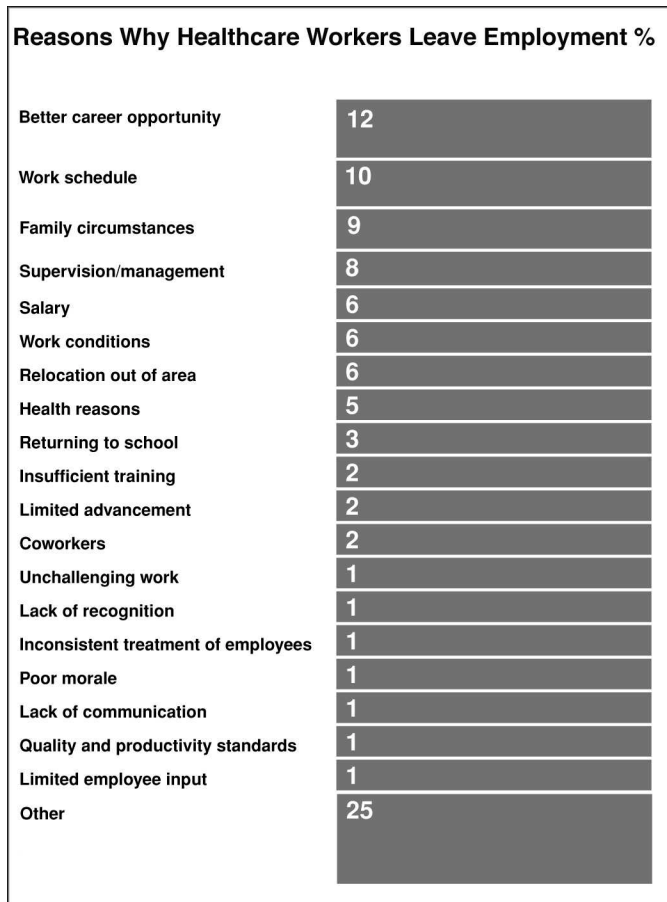 Reasons Why Healthcare Workers Leave Employment %
Better career opportunity 12
Work schedule 10
Family circumstances 9
Supervision/management 8
Salary 6
Work conditions 6
Relocation out of area 6
Health reasons 5
Returning to school 3
Insufficient training 2
Limited advancement 2
Coworkers 2
Unchallenging work 1
Lack of recognition 1
Inconsistent treatment of employees 1
Poor morale 1
Lack of communication 1
Quality and productivity standards 1
Limited employee input 1
Other 25